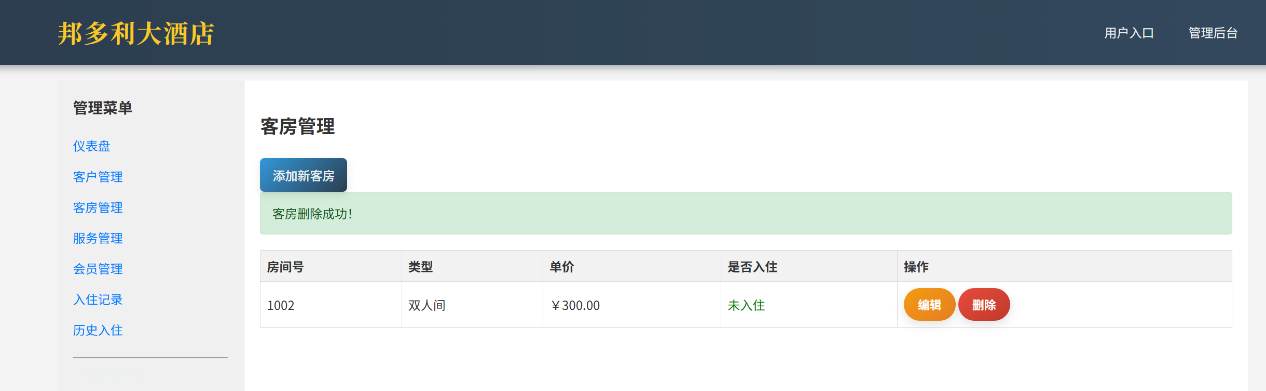 邦多利大酒店
用户入口 管理后台
管理菜单
仪表盘
客户管理
客房管理
服务管理
会员管理
入住记录
历史入住
客房管理
添加新客房
客房删除成功！
房间号 类型 单价 是否入住 操作
1002 双人间 ￥300.00 未入住 编辑 删除